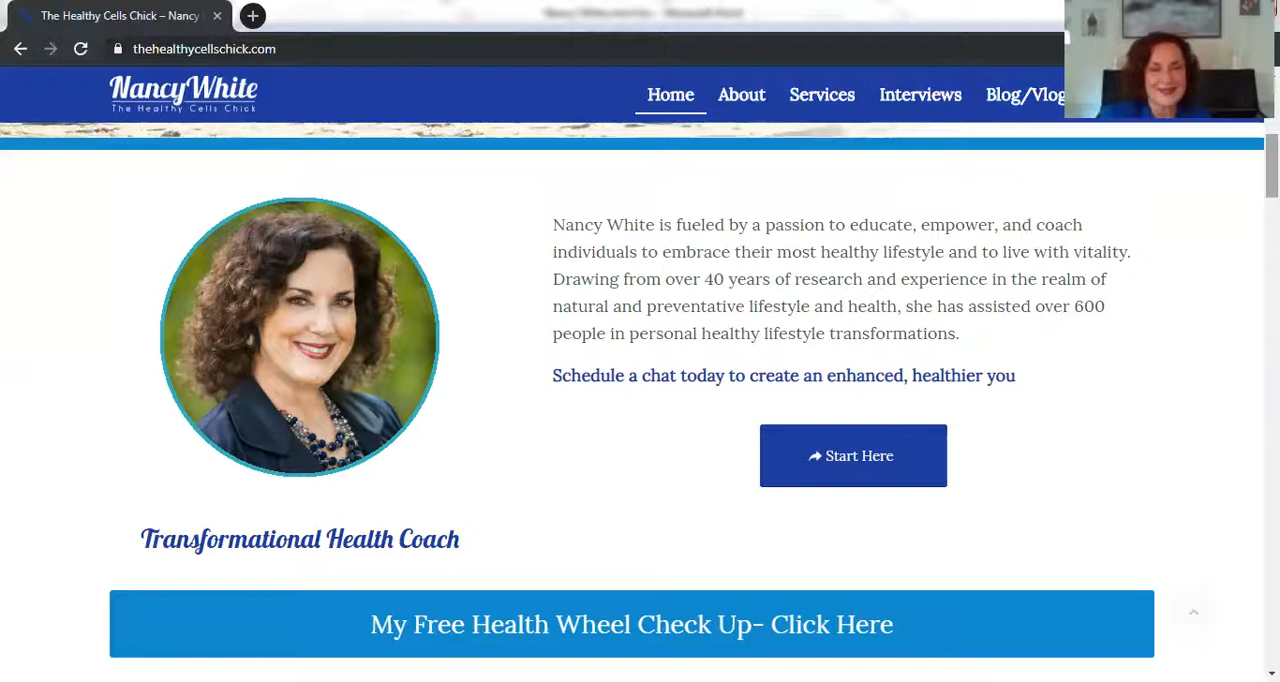 The Healthy Cells Chick – Nancy
thehealthycellschick.com
Nancy White
The Healthy Cells Chick
Home About Services Interviews Blog/Vlog
Nancy White is fueled by a passion to educate, empower, and coach
individuals to embrace their most healthy lifestyle and to live with vitality.
Drawing from over 40 years of research and experience in the realm of
natural and preventative lifestyle and health, she has assisted over 600
people in personal healthy lifestyle transformations.
Schedule a chat today to create an enhanced, healthier you
Start Here
Transformational Health Coach
My Free Health Wheel Check Up- Click Here